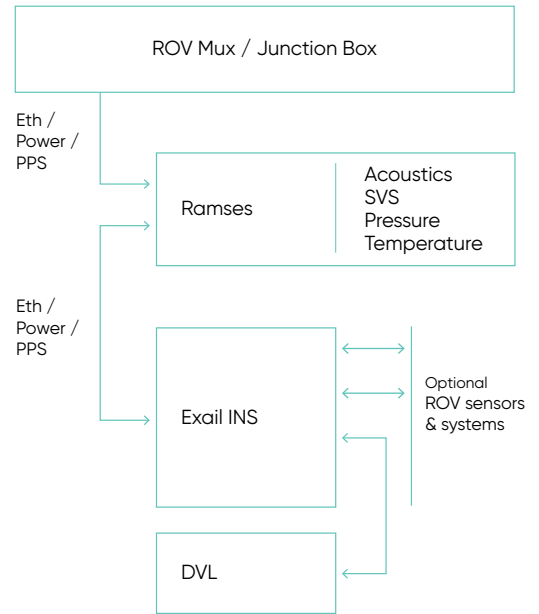 ROV Mux / Junction Box
Eth /
Power /
PPS
Ramses
Acoustics
SVS
Pressure
Temperature
Eth /
Power /
PPS
Exail INS
Optional
ROV sensors
& systems
DVL